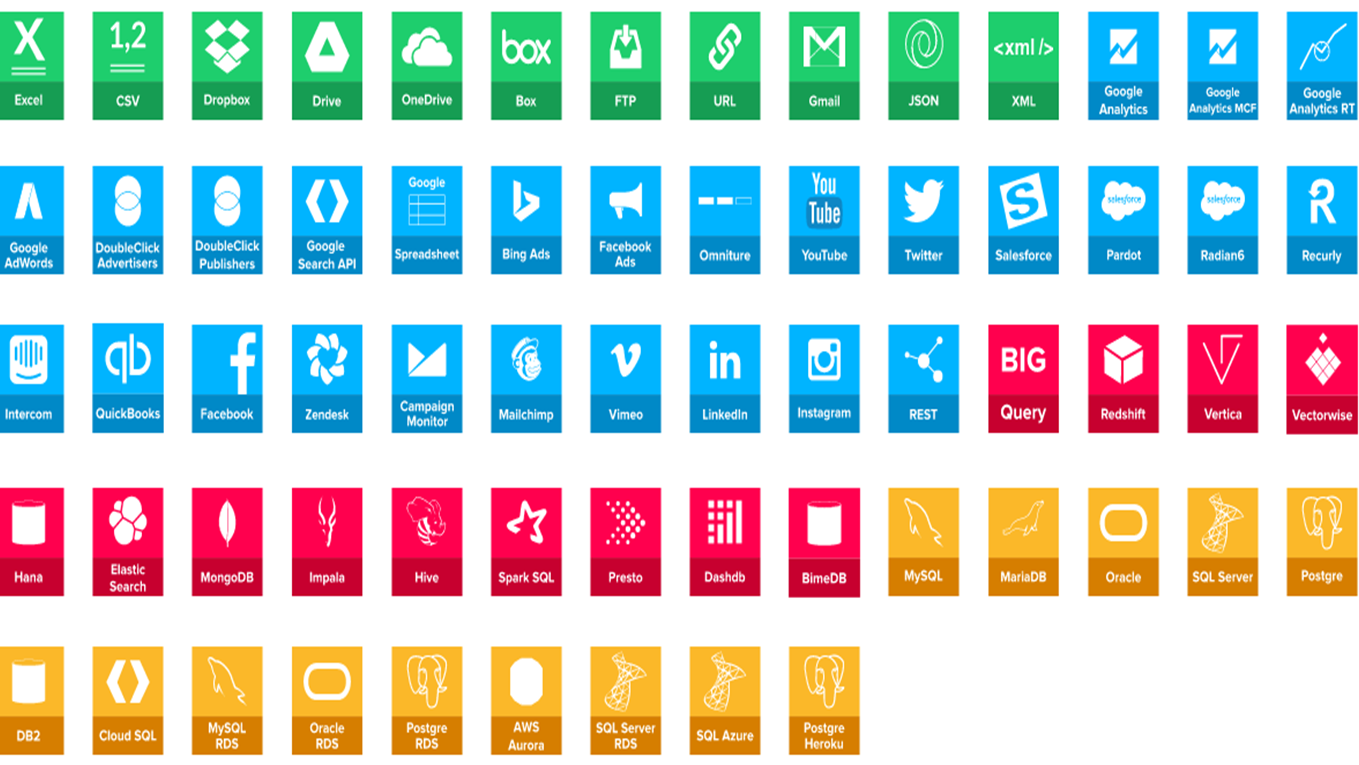 X
Excel
1,2
CSV
Dropbox
Drive
OneDrive
box
Box
FTP
URL
M
Gmail
JSON
<xml />
XML
Google
Analytics
Google
Analytics MCF
Google
Analytics RT
Google
AdWords
DoubleClick
Advertisers
DoubleClick
Publishers
Google
Search API
Google
Spreadsheet
Bing Ads
Facebook
Ads
Omniture
You
Tube
YouTube
Twitter
S
Salesforce
salesforce
Pardot
salesforce
Radian6
R
Recurly
Intercom
qb
QuickBooks
f
Facebook
Zendesk
Campaign
Monitor
Mailchimp
v
Vimeo
in
LinkedIn
Instagram
REST
BIG
Query
Redshift
Vertica
Vectorwise
Hana
Elastic
Search
MongoDB
Impala
Hive
Spark SQL
Presto
Dashdb
BimeDB
MySQL
MariaDB
Oracle
SQL Server
Postgre
DB2
Cloud SQL
MySQL
RDS
Oracle
RDS
Postgre
RDS
AWS
Aurora
SQL Server
RDS
SQL Azure
Postgre
Heroku